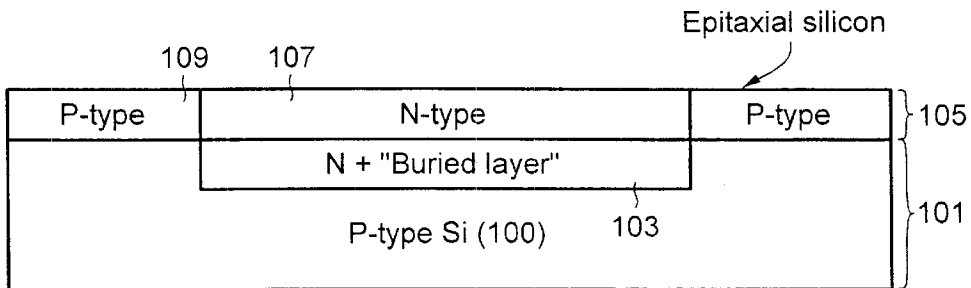 Epitaxial silicon
109
107
P-type
N-type
P-type
105
N + "Buried layer"
103
101
P-type Si (100)